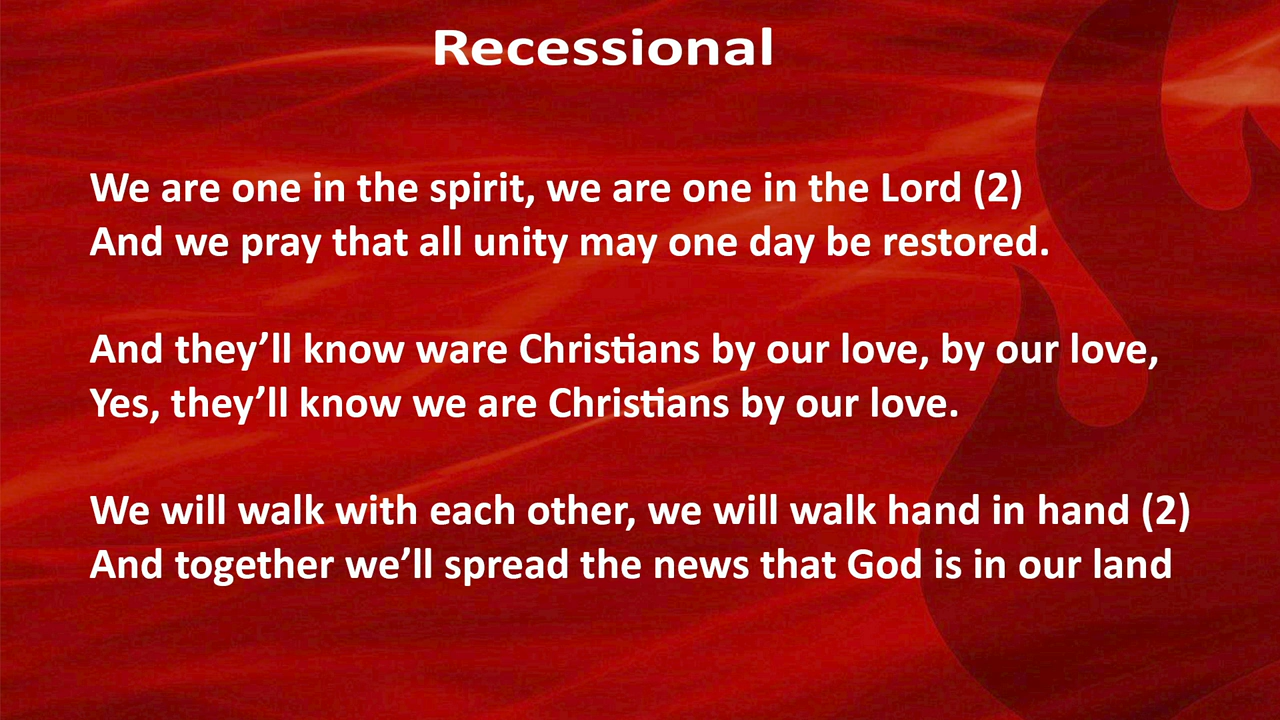 Recessional
We are one in the spirit, we are one in the Lord (2)
And we pray that all unity may one day be restored.
And they’ll know ware Christians by our love, by our love,
Yes, they’ll know we are Christians by our love.
We will walk with each other, we will walk hand in hand (2)
And together we’ll spread the news that God is in our land